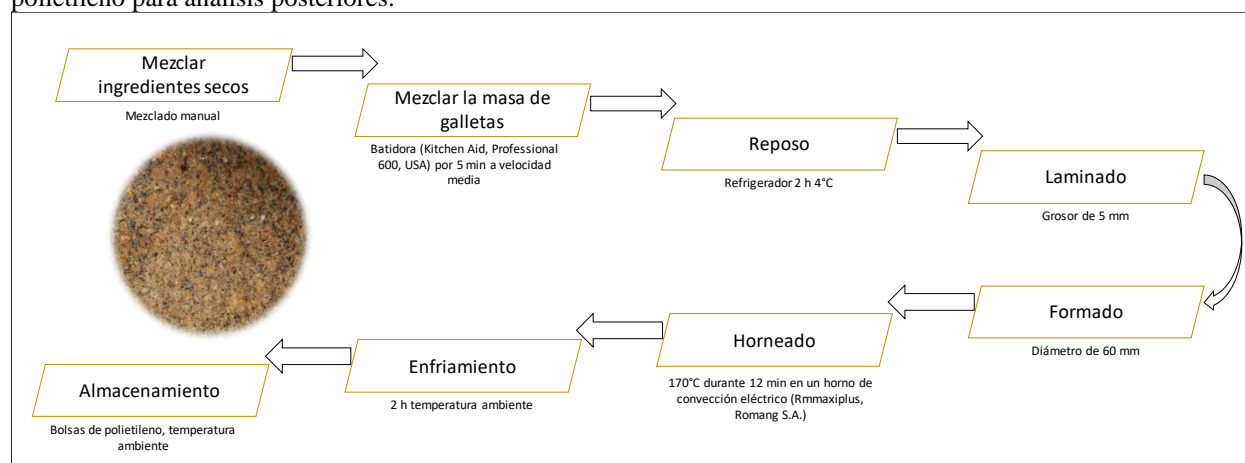 polietileno para análisis posteriores.
Mezclar
ingredientes secos
Mezclado manual
Mezclar la masa de
galletas
Batidora (Kitchen Aid, Professional
600, USA) por 5 min a velocidad
media
Reposo
Refrigerador 2 h 4°C
Laminado
Grosor de 5 mm
Formado
Diámetro de 60 mm
Horneado
170°C durante 12 min en un horno de
convección eléctrico (Rmmaxiplus,
Romang S.A.)
Enfriamiento
2 h temperatura ambiente
Almacenamiento
Bolsas de polietileno, temperatura
ambiente